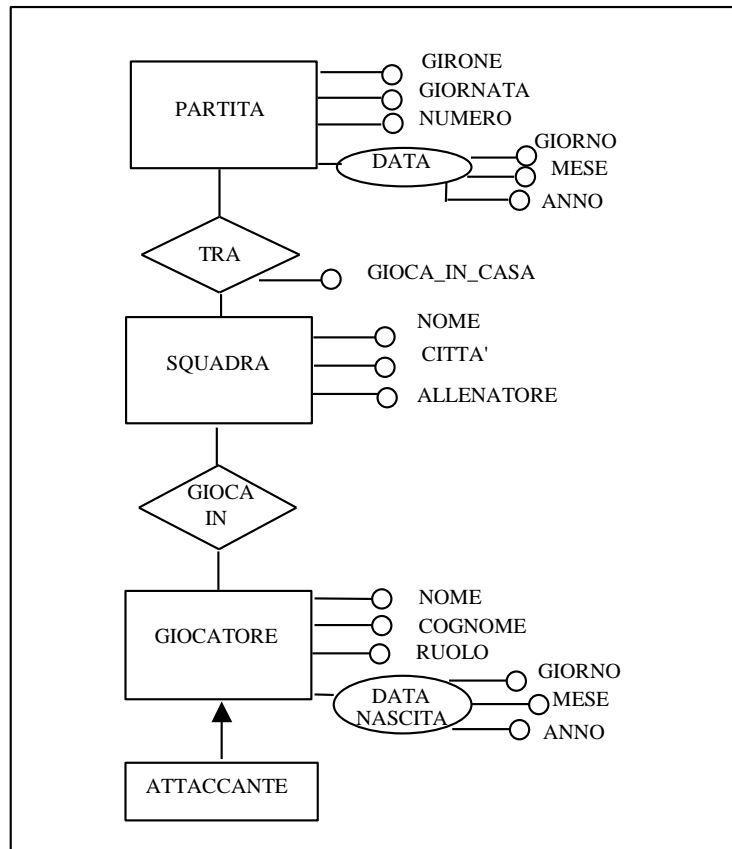 GIRONE
GIORNATA
PARTITA
NUMERO
GIORNO
DATA
MESE
ANNO
TRA
GIOCA_IN_CASA
NOME
CITTA'
SQUADRA
ALLENATORE
GIOCA
IN
NOME
GIOCATORE
COGNOME
RUOLO
GIORNO
DATA
NASCITA
MESE
ANNO
ATTACCANTE